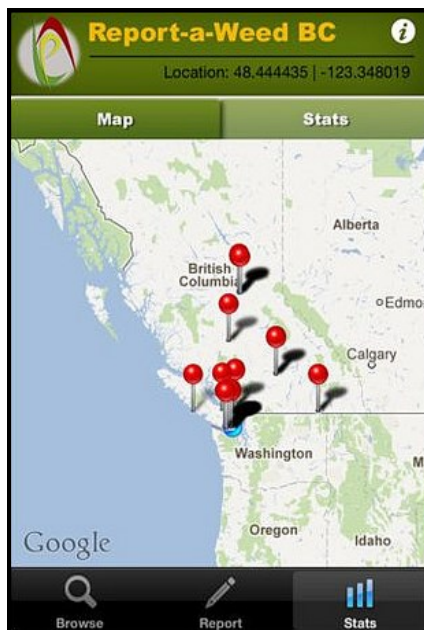 Report-a-Weed BC
i
Location: 48.444435 | -123.348019
Map
Stats
Alberta
British
Columbia
Edmo
Calgary
Washington
M
Oregon
Idaho
Google
Browse
Report
Stats